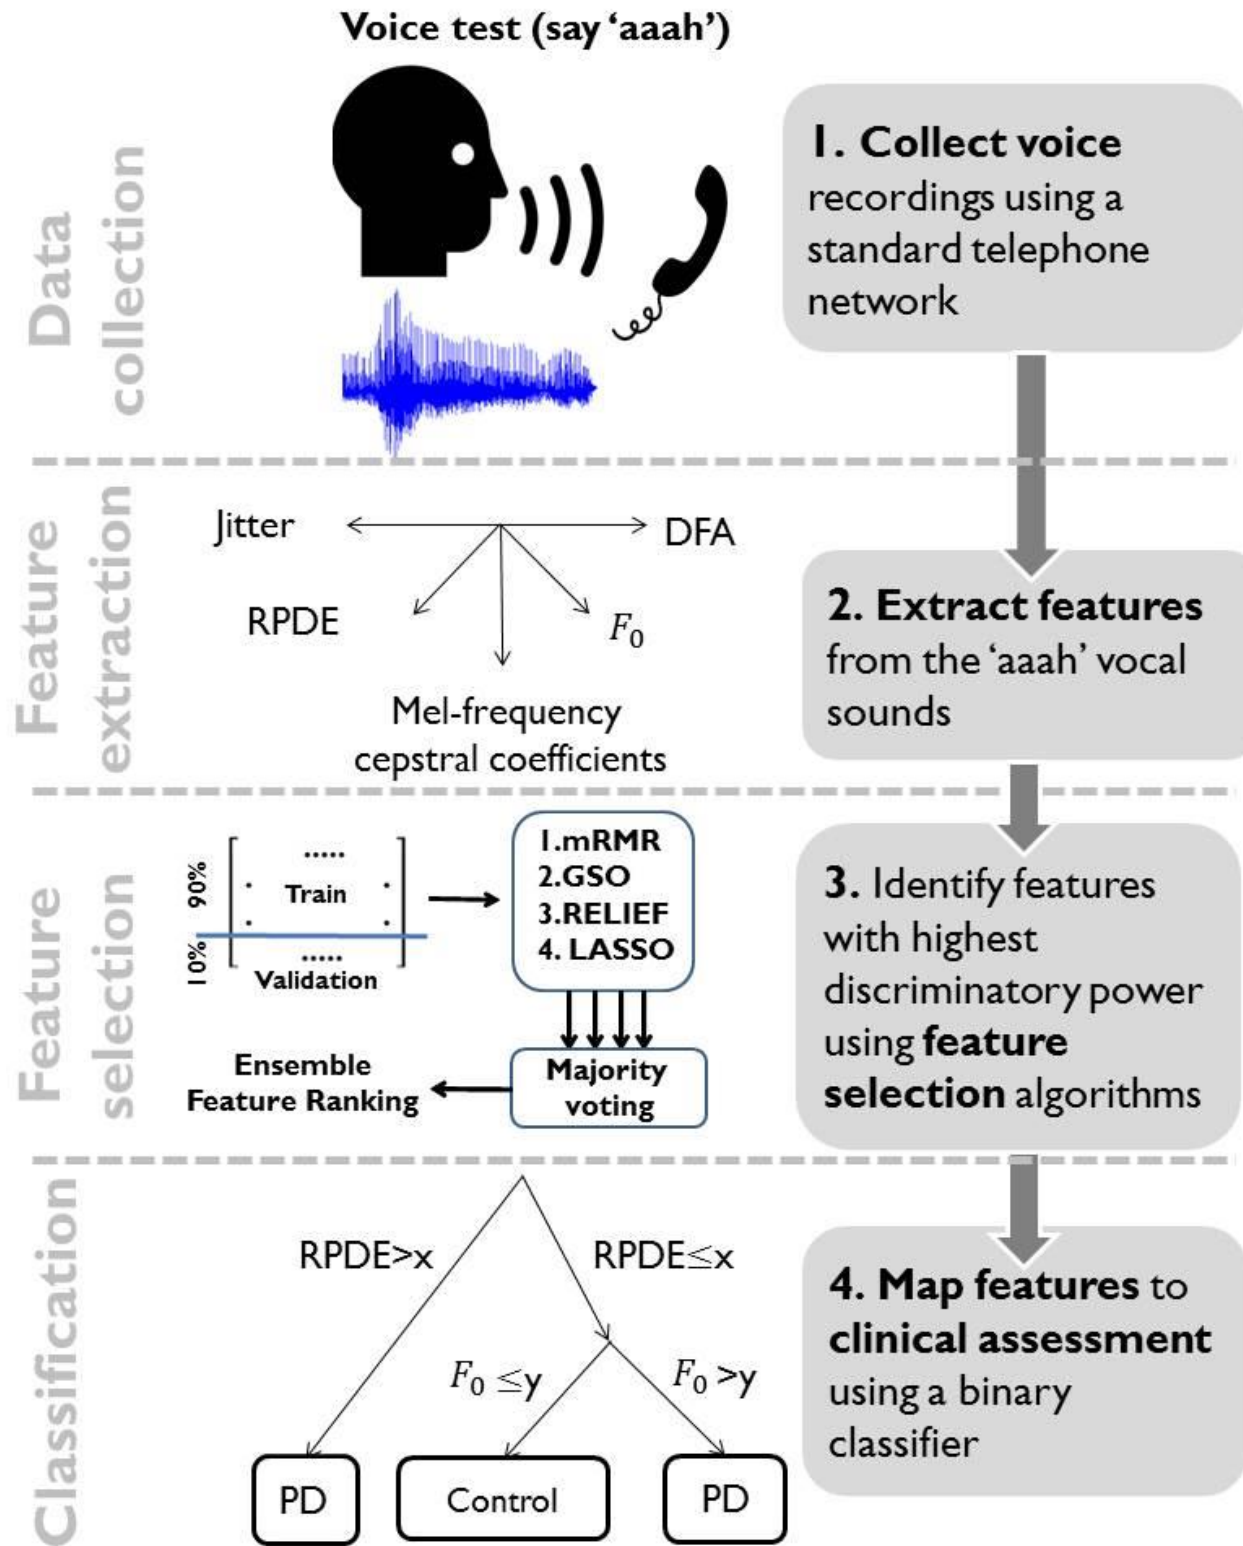 Voice test (say ‘aaah’)
Data
collection
1. Collect voice
recordings using a
standard telephone
network
Feature
extraction
Jitter
DFA
RPDE
F₀
Mel-frequency
cepstral coefficients
2. Extract features
from the ‘aaah’ vocal
sounds
Feature
selection
90%
10%
.....
Train
.....
Validation
1.mRMR
2.GSO
3.RELIEF
4. LASSO
Majority
voting
Ensemble
Feature Ranking
3. Identify features
with highest
discriminatory power
using feature
selection algorithms
Classification
RPDE>x
RPDE≤x
F₀ ≤y
F₀ >y
PD
Control
PD
4. Map features to
clinical assessment
using a binary
classifier